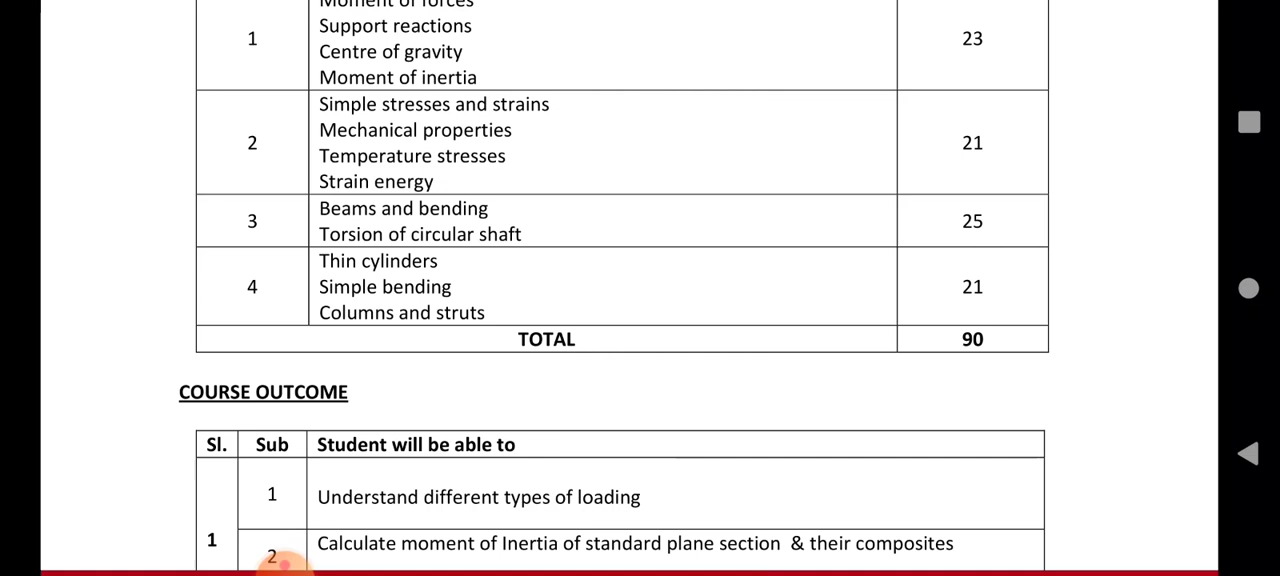 Moment of forces
Support reactions
1
23
Centre of gravity
Moment of inertia
Simple stresses and strains
Mechanical properties
2
21
Temperature stresses
Strain energy
Beams and bending
3
25
Torsion of circular shaft
Thin cylinders
4
Simple bending
21
Columns and struts
TOTAL 90
COURSE OUTCOME
Sl. Sub Student will be able to
1 Understand different types of loading
1
2 Calculate moment of Inertia of standard plane section & their composites